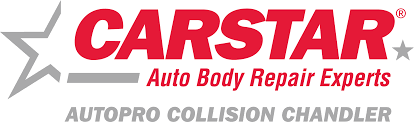 CARSTAR®
Auto Body Repair Experts
AUTOPRO COLLISION CHANDLER